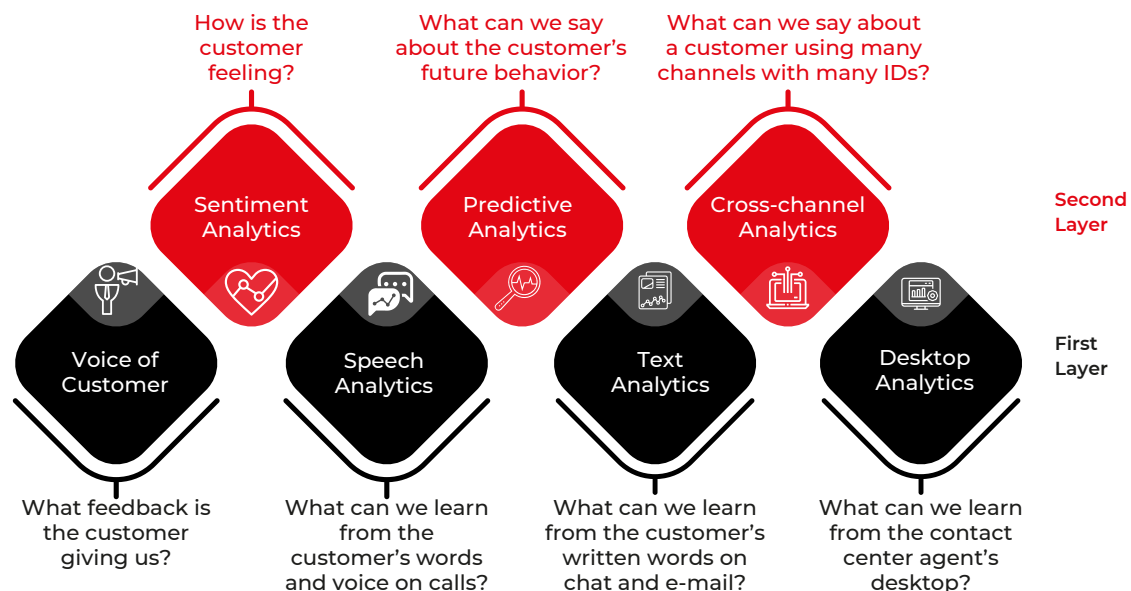 How is the
customer
feeling?
What can we say
about the customer's
future behavior?
What can we say about
a customer using many
channels with many IDs?
Sentiment
Analytics
Predictive
Analytics
Cross-channel
Analytics
Second
Layer
Voice of
Customer
Speech
Analytics
Text
Analytics
Desktop
Analytics
First
Layer
What feedback is
the customer
giving us?
What can we learn
from the
customer's words
and voice on calls?
What can we learn
from the customer's
written words on
chat and e-mail?
What can we learn
from the contact
center agent's
desktop?